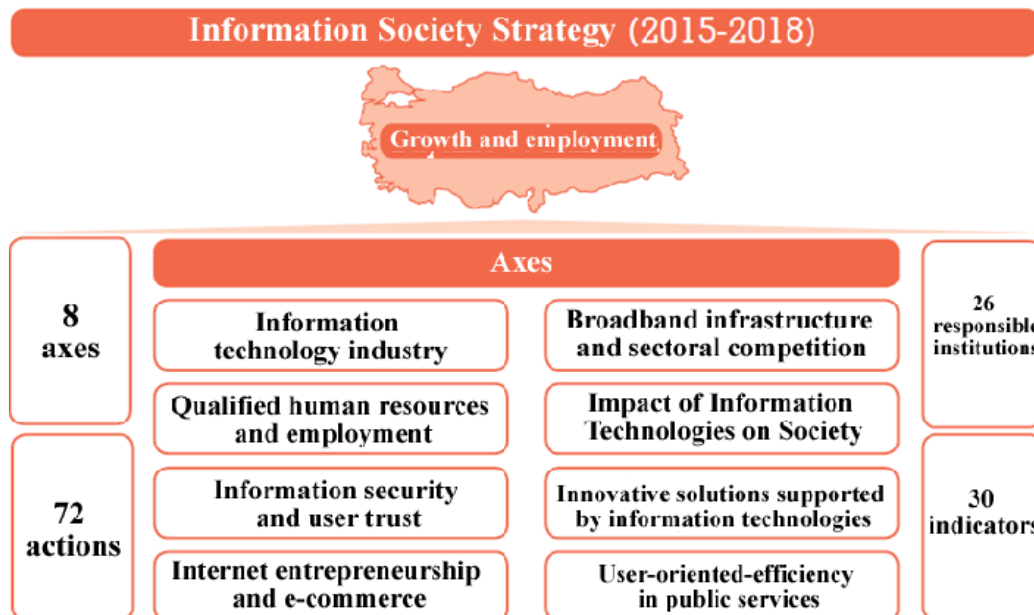 Information Society Strategy (2015-2018)
Growth and employment
8
axes
72
actions
Axes
Information
technology industry
Broadband infrastructure
and sectoral competition
Qualified human resources
and employment
Impact of Information
Technologies on Society
Information security
and user trust
Innovative solutions supported
by information technologies
Internet entrepreneurship
and e-commerce
User-oriented-efficiency
in public services
26
responsible
institutions
30
indicators